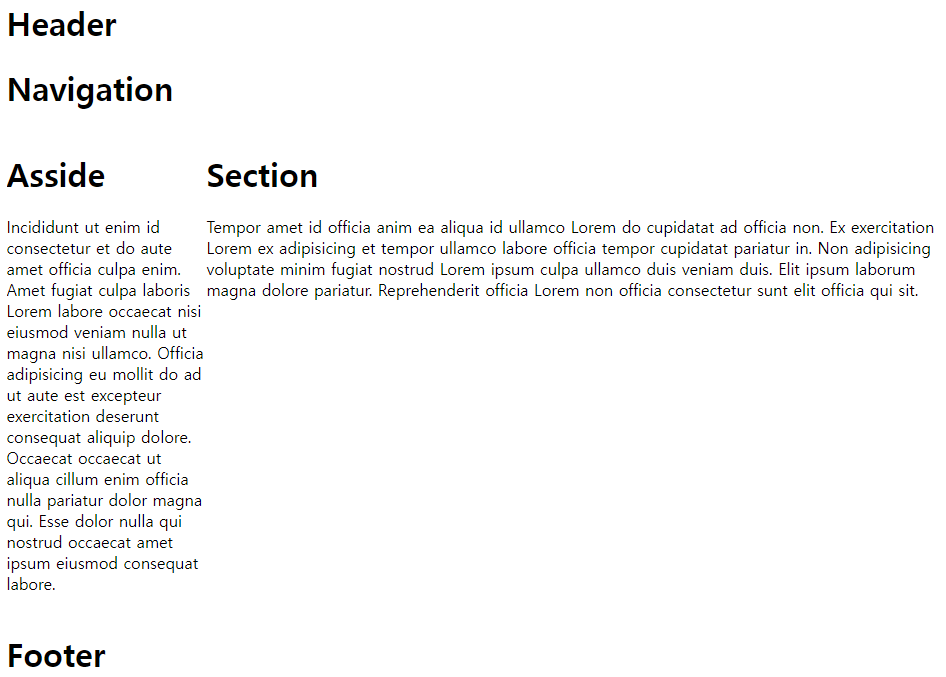 Header
Navigation
Asside
Incididunt ut enim id
consectetur et do aute
amet officia culpa enim.
Amet fugiat culpa laboris
Lorem labore occaecat nisi
eiusmod veniam nulla ut
magna nisi ullamco. Officia
adipisicing eu mollit do ad
ut aute est excepteur
exercitation deserunt
consequat aliquip dolore.
Occaecat occaecat ut
aliqua cillum enim officia
nulla pariatur dolor magna
qui. Esse dolor nulla qui
nostrud occaecat amet
ipsum eiusmod consequat
labore.
Section
Tempor amet id officia anim ea aliqua id ullamco Lorem do cupidatat ad officia non. Ex exercitation
Lorem ex adipisicing et tempor ullamco labore officia tempor cupidatat pariatur in. Non adipisicing
voluptate minim fugiat nostrud Lorem ipsum culpa ullamco duis veniam duis. Elit ipsum laborum
magna dolore pariatur. Reprehenderit officia Lorem non officia consectetur sunt elit officia qui sit.
Footer